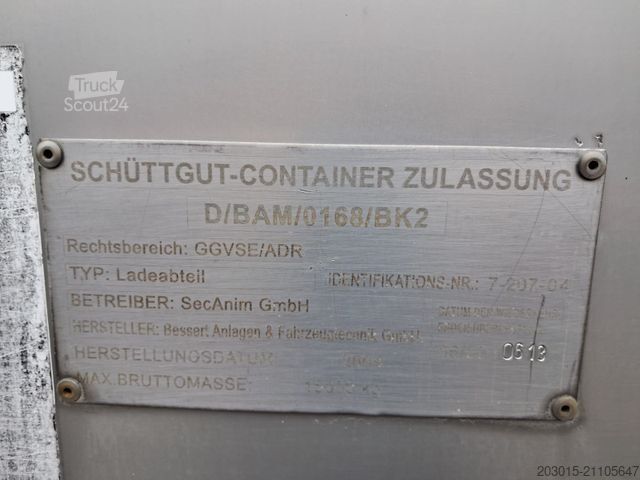 Truck
Scout24
SCHÜTTGUT-CONTAINER ZULASSUNG
D/BAM/0168/BK2
Rechtsbereich: GGVSE/ADR
TYP: Ladeabteil
IDENTIFIKATIONS-NR.: 7-207-04
BETREIBER: SecAnim GmbH
HERSTELLER: Bessert Anlagen & Fahrzeugtechnik GmbH
HERSTELLUNGSDATUM:
0613
MAX.BRUTTOMASSE:
203015-21105647